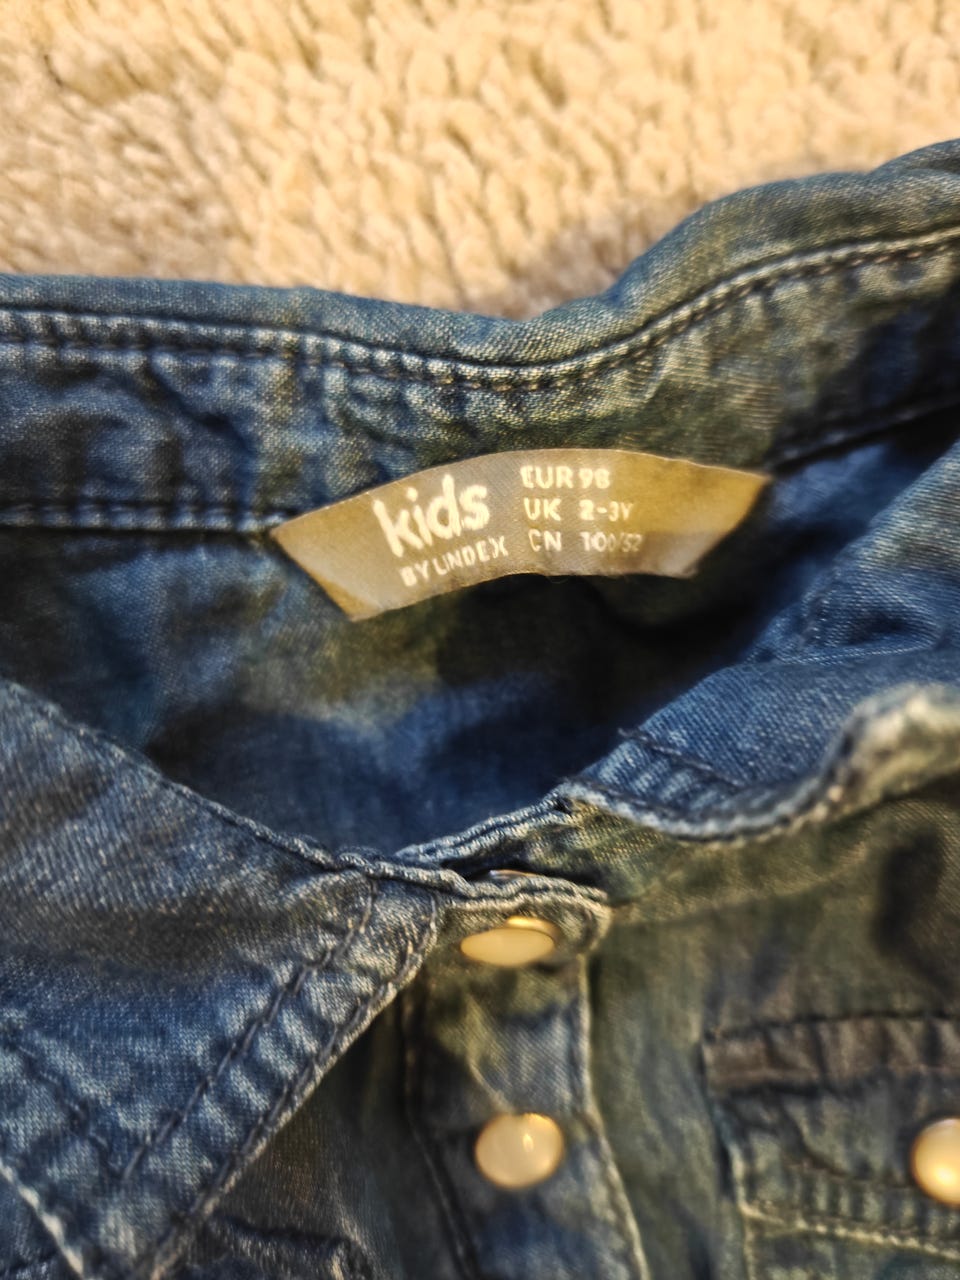 kids
BY LINDEX
EUR 98
UK 2-3Y
CN 100/52